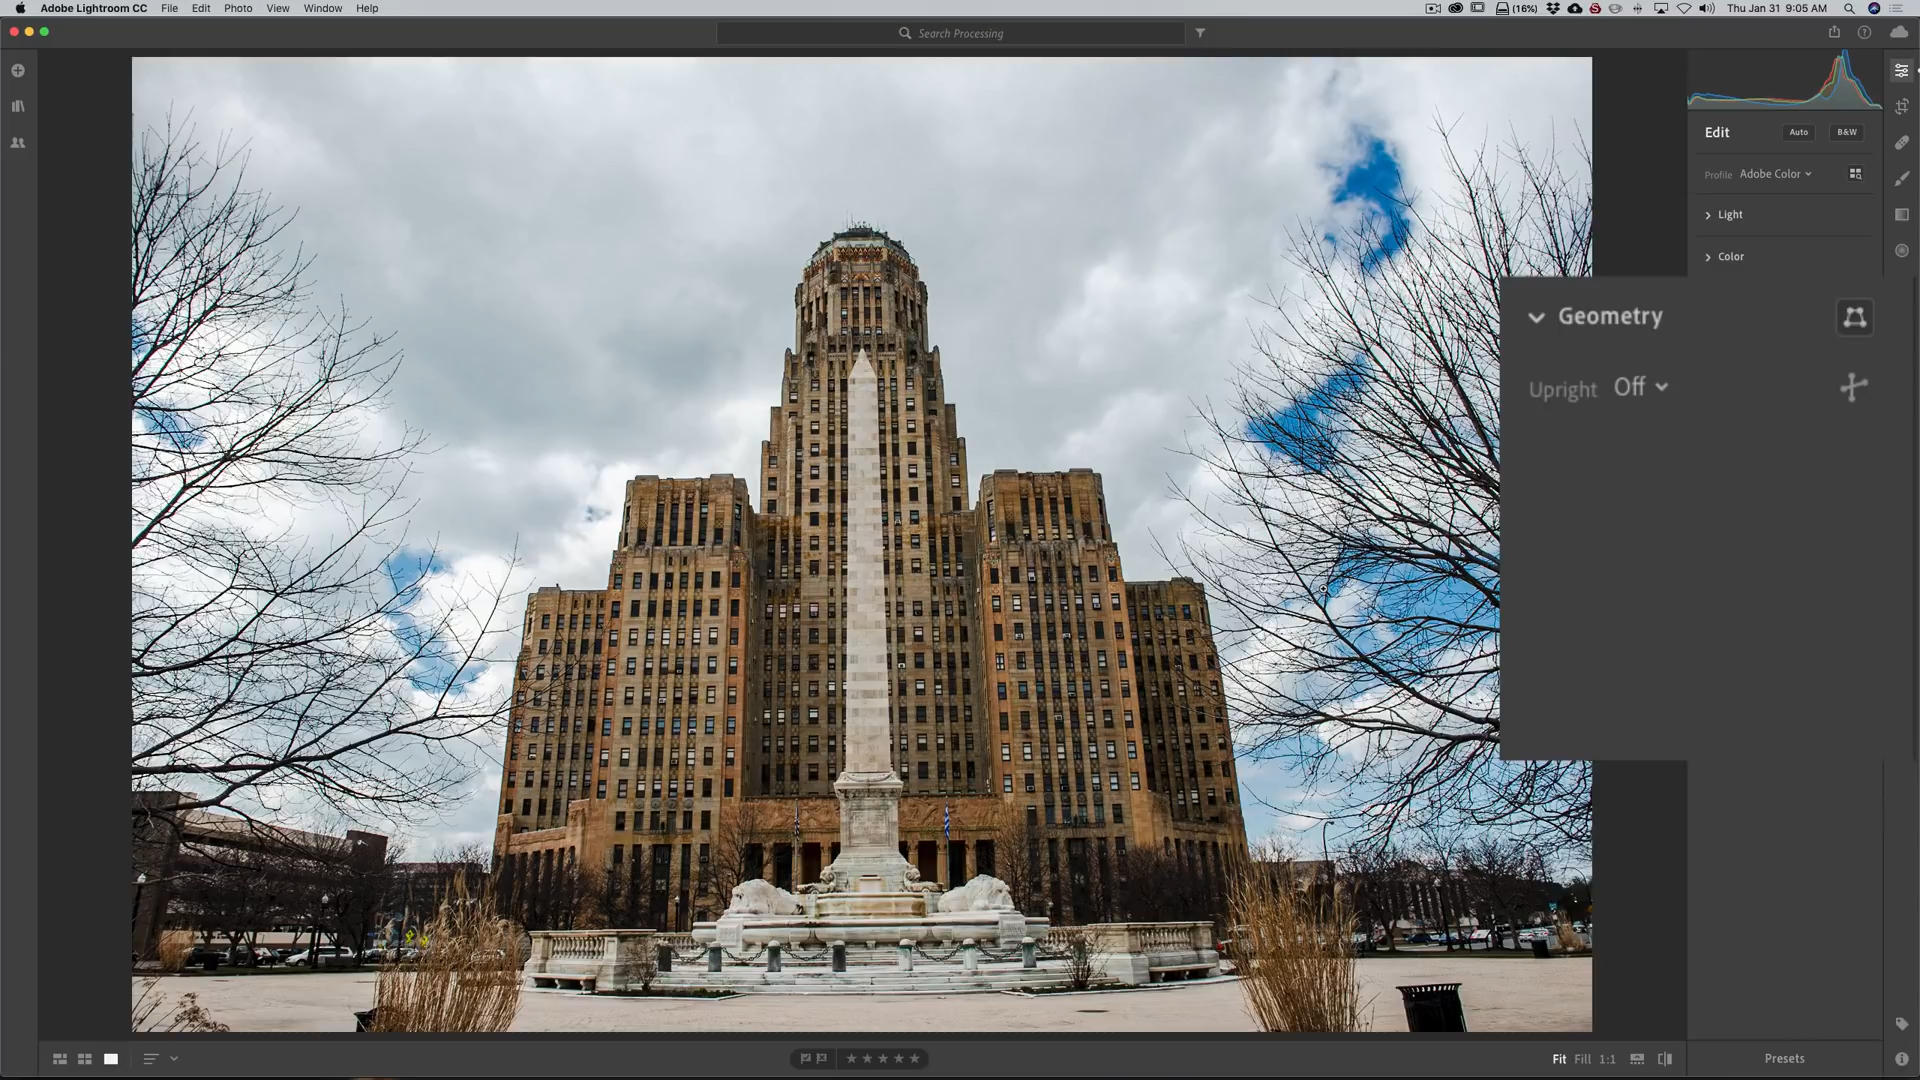 Adobe Lightroom CC File Edit Photo View Window Help (16%) Thu Jan 31 9:05 AM
Search Processing
Edit Auto B&W
Profile Adobe Color
Light
Color
Geometry
Upright Off
Fit Fill 1:1 Presets